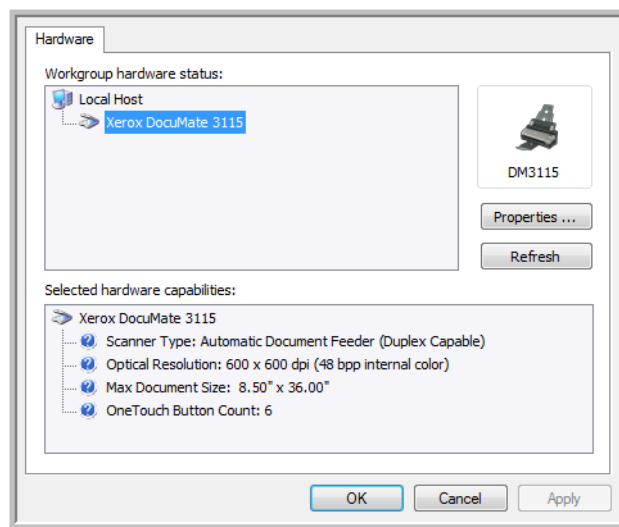 Hardware
Workgroup hardware status:
Local Host
Xerox DocuMate 3115
DM3115
Properties ...
Refresh
Selected hardware capabilities:
Xerox DocuMate 3115
Scanner Type: Automatic Document Feeder (Duplex Capable)
Optical Resolution: 600 x 600 dpi (48 bpp internal color)
Max Document Size:  8.50" x 36.00"
OneTouch Button Count: 6
OK Cancel Apply